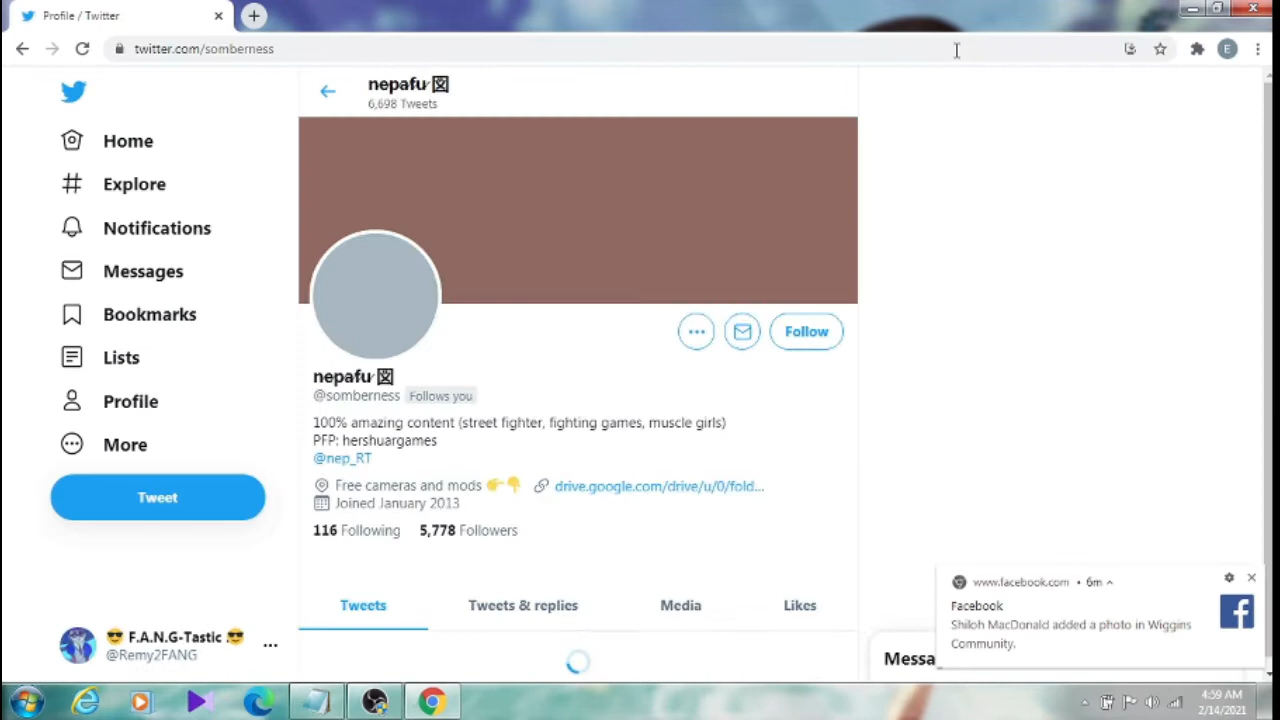 Profile / Twitter
twitter.com/somberness
E
nepafu 図
6,698 Tweets
Home
Explore
Notifications
Messages
Bookmarks
Lists
Profile
More
Tweet
Follow
nepafu 図
@somberness Follows you
100% amazing content (street fighter, fighting games, muscle girls)
PFP: hershuargames
@nep_RT
Free cameras and mods 👉👇 drive.google.com/drive/u/0/fold...
Joined January 2013
116 Following 5,778 Followers
Tweets Tweets & replies Media Likes
😎 F.A.N.G-Tastic 😎
@Remy2FANG
www.facebook.com • 6m
Facebook
Shiloh MacDonald added a photo in Wiggins
Community.
Messa
4:59 AM
2/14/2021